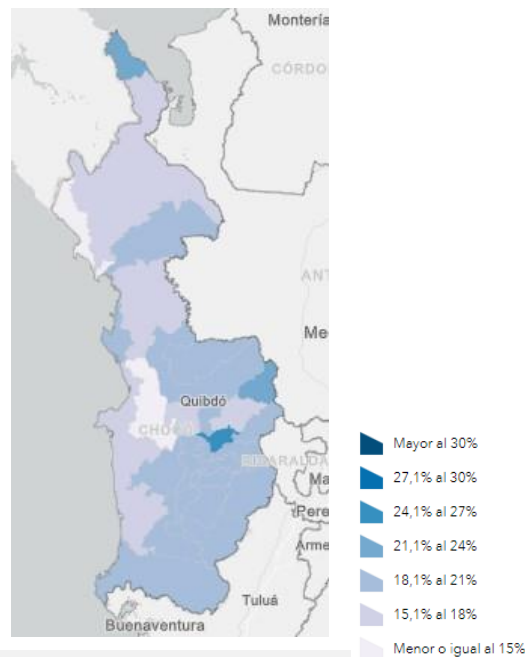 Montería
CÓRDO
ANT
Me
Quibdó
CHOCÓ
RISARALDA
Ma
Pere
Arme
Tuluá
Buenaventura
Mayor al 30%
27,1% al 30%
24,1% al 27%
21,1% al 24%
18,1% al 21%
15,1% al 18%
Menor o igual al 15%